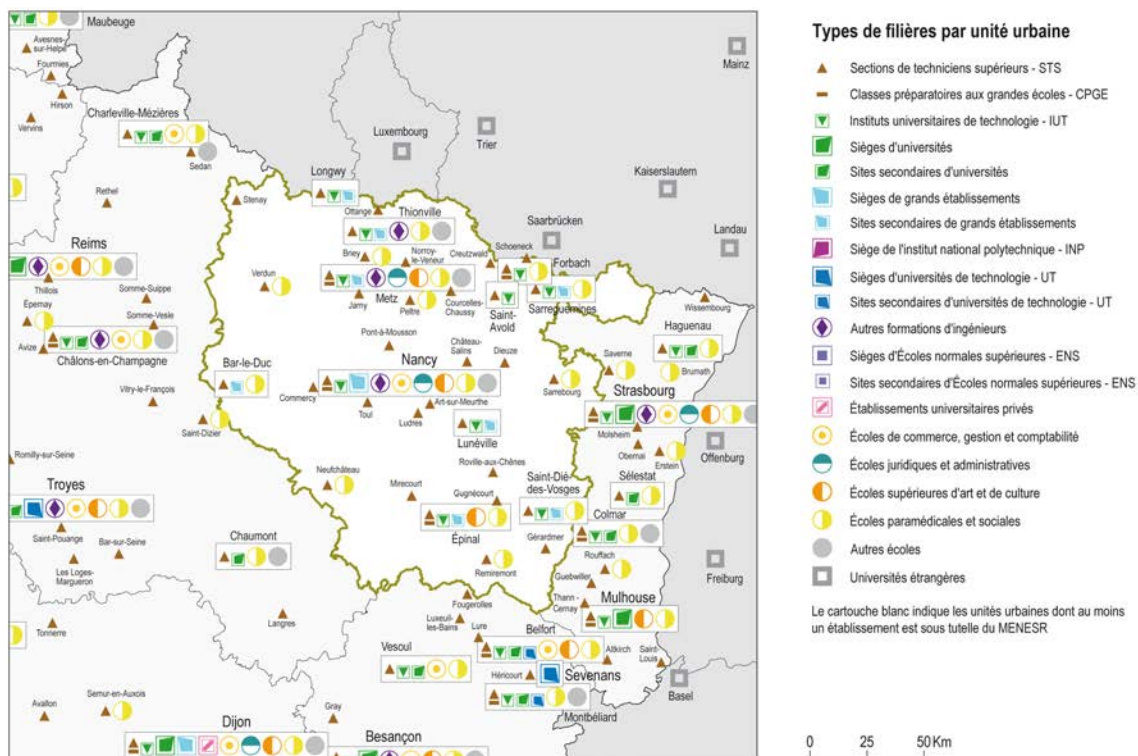 Maubeuge
Avesnes-
sur-Helpe
Fourmies
Hirson
Vervins
Charleville-Mézières
Sedan
Rethel
Reims
Thillois
Somme-Suippe
Épernay
Somme-Vesle
Avize
Châlons-en-Champagne
Vitry-le-François
Saint-Dizier
Romilly-sur-Seine
Troyes
Saint-Pouange
Bar-sur-Seine
Les Loges-
Margueron
Tonnerre
Chaumont
Langres
Avallon
Semur-en-Auxois
Dijon
Gray
Besançon
Vesoul
Luxembourg
Trier
Mainz
Kaiserslautern
Landau
Saarbrücken
Longwy
Stenay
Ottange
Thionville
Briey
Norroy-
le-Veneur
Creutzwald
Schoeneck
Forbach
Verdun
Jarny
Metz
Peltre
Courcelles-
Chaussy
Saint-
Avold
Sarreguemines
Wissembourg
Haguenau
Pont-à-Mousson
Château-
Salins
Dieuze
Saverne
Brumath
Bar-le-Duc
Nancy
Commercy
Toul
Art-sur-Meurthe
Ludres
Sarrebourg
Strasbourg
Molsheim
Obernai
Erstein
Offenburg
Lunéville
Roville-aux-Chênes
Neufchâteau
Mirecourt
Gugnécourt
Saint-Dié-
des-Vosges
Sélestat
Colmar
Épinal
Gérardmer
Rouffach
Guebwiller
Remiremont
Thann -
Cernay
Freiburg
Mulhouse
Fougerolles
Luxeuil-
les-Bains
Lure
Belfort
Altkirch
Saint-
Louis
Héricourt
Sevenans
Basel
Montbéliard
Types de filières par unité urbaine
Sections de techniciens supérieurs - STS
Classes préparatoires aux grandes écoles - CPGE
Instituts universitaires de technologie - IUT
Sièges d'universités
Sites secondaires d'universités
Sièges de grands établissements
Sites secondaires de grands établissements
Siège de l'institut national polytechnique - INP
Sièges d'universités de technologie - UT
Sites secondaires d'universités de technologie - UT
Autres formations d'ingénieurs
Sièges d'Écoles normales supérieures - ENS
Sites secondaires d'Écoles normales supérieures - ENS
Établissements universitaires privés
Écoles de commerce, gestion et comptabilité
Écoles juridiques et administratives
Écoles supérieures d'art et de culture
Écoles paramédicales et sociales
Autres écoles
Universités étrangères
Le cartouche blanc indique les unités urbaines dont au moins
un établissement est sous tutelle du MENESR
0 25 50 Km